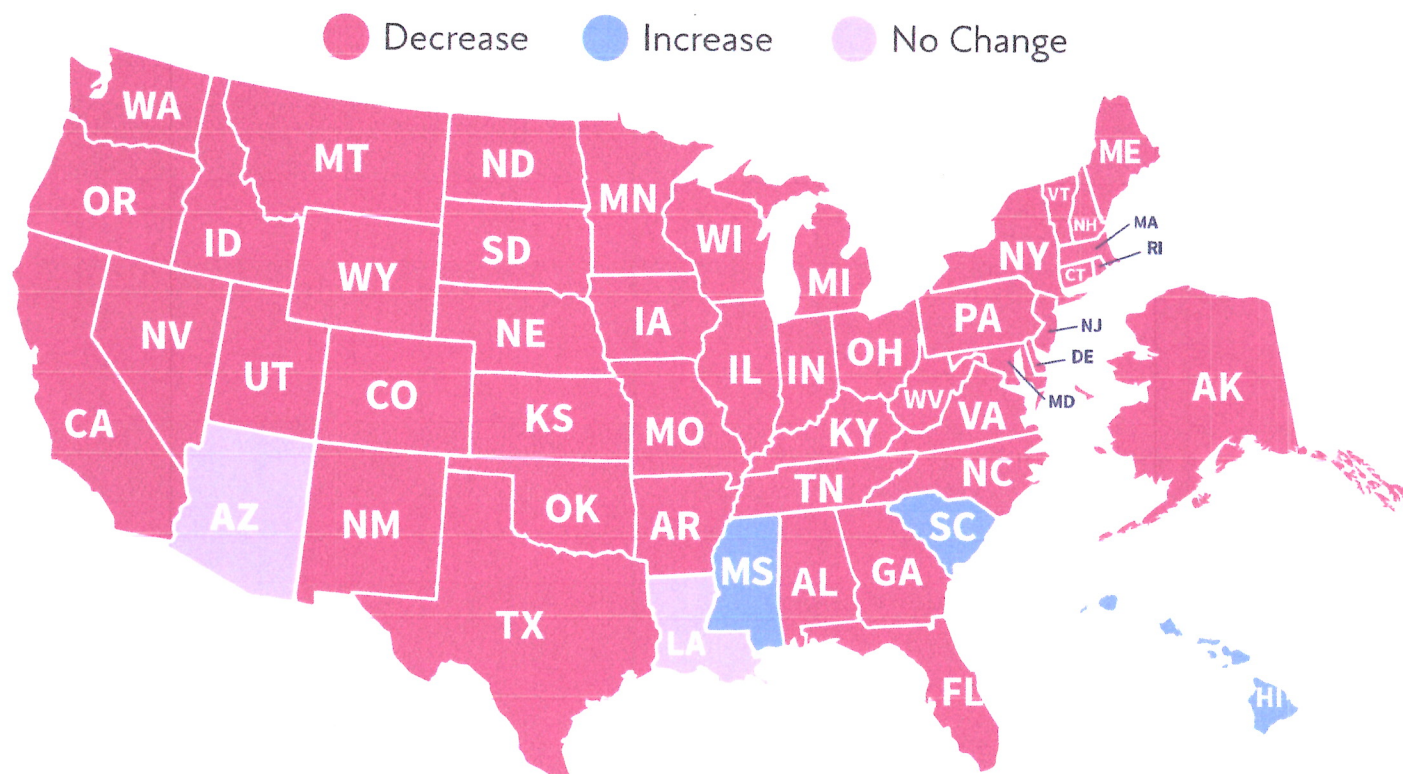 Decrease Increase No Change
WA
MT
ND
MN
ME
VT
NH
MA
RI
OR
ID
SD
WI
NY
CT
WY
MI
NE
IA
PA
NJ
NV
UT
CO
IL
IN
OH
DE
MD
AK
CA
KS
MO
WV
VA
KY
NC
TN
AZ
NM
OK
AR
SC
MS
AL
GA
TX
LA
FL
HI